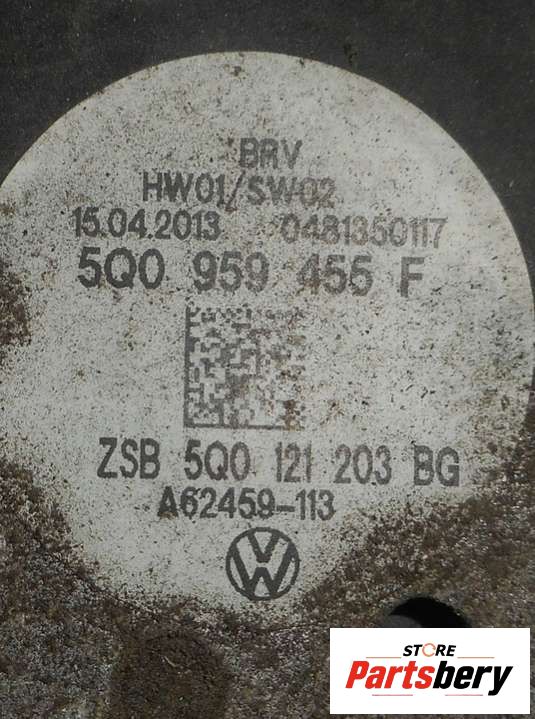 BRV
HW01/SW02
15.04.2013 0481350117
5Q0 959 455 F
ZSB 5Q0 121 203 BG
A62459-113
STORE
Partsbery